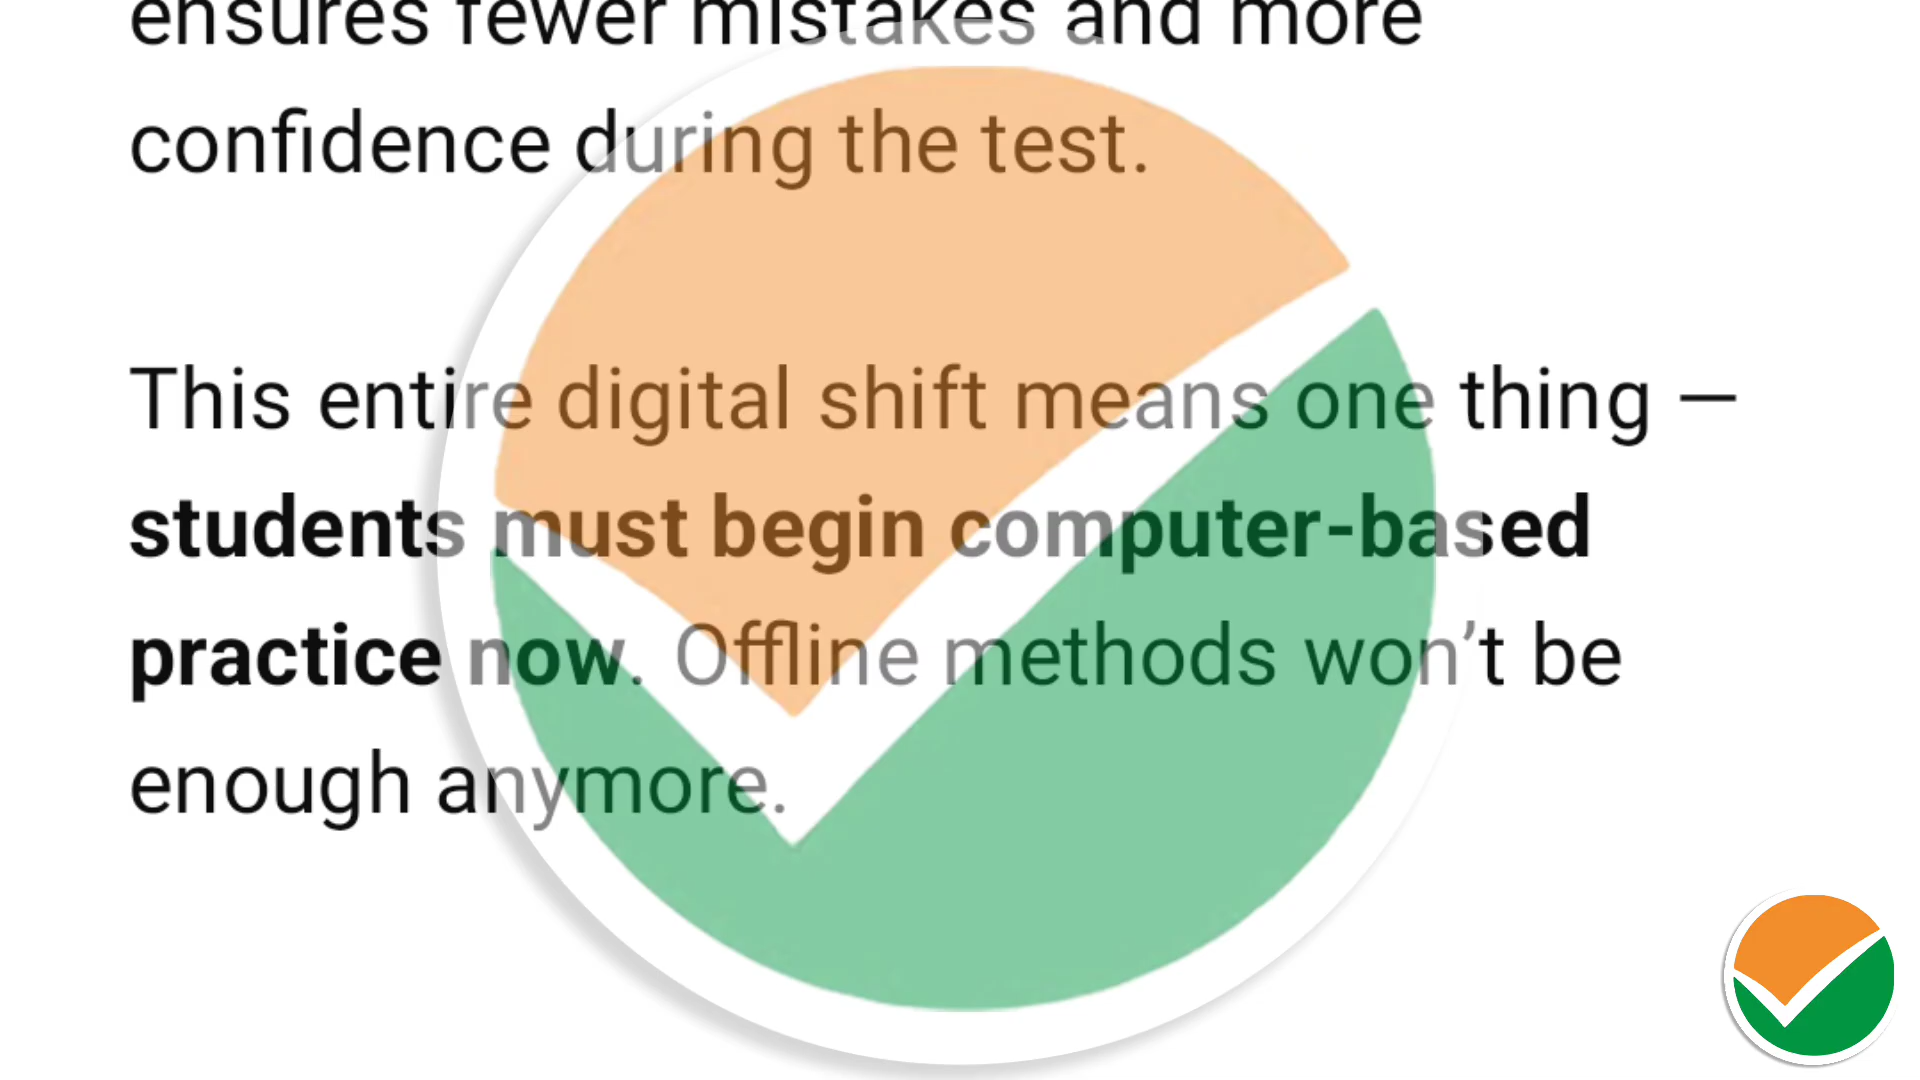 ensures fewer mistakes and more
confidence during the test.
This entire digital shift means one thing —
students must begin computer-based
practice now. Offline methods won’t be
enough anymore.